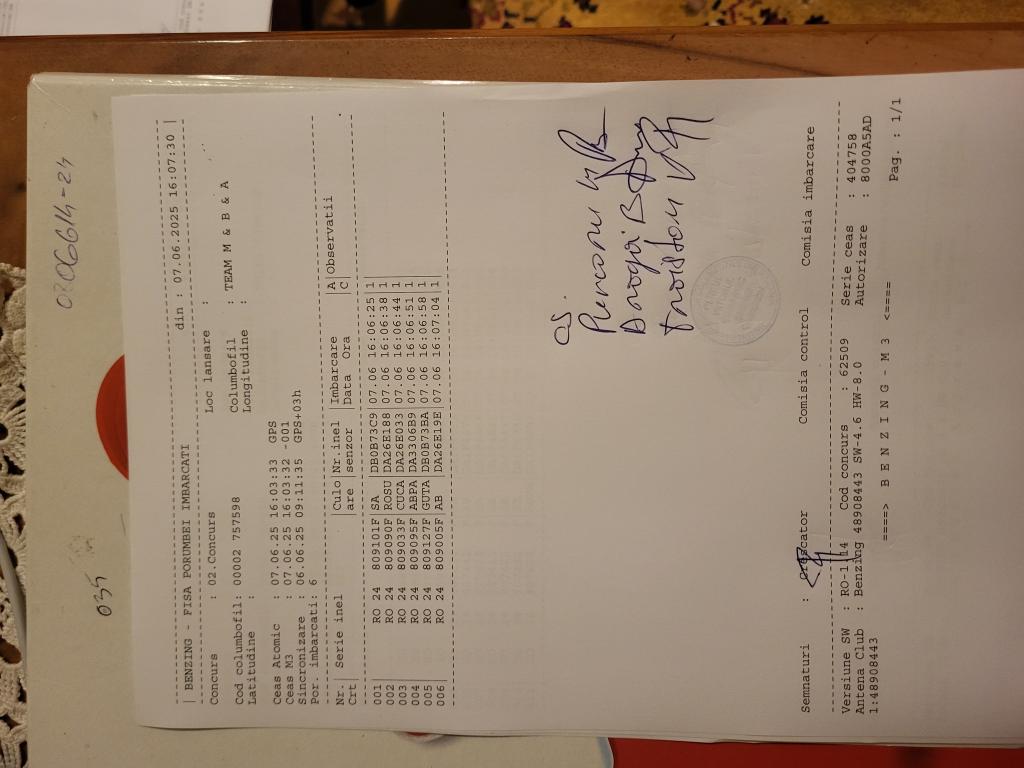 0206614-24
035
| BENZING - FISA PORUMBEI IMBARCATI din : 07.06.2025 16:07:30 |
Concurs : 02.Concurs Loc lansare :
Cod columbofil: 00002 757598 Columbofil : TEAM M & B & A
Latitudine : Longitudine :
Ceas Atomic : 07.06.25 16:03:33 GPS
Ceas M3 : 07.06.25 16:03:32 -001
Sincronizare : 06.06.25 09:11:35 GPS+03h
Por. imbarcati: 6
Nr.| Serie inel |Culo|Nr.inel |Imbarcare A|Observatii
Crt| |are |senzor |Data Ora C|
001| RO 24 809101F|SA |DB0B73C9|07.06 16:06:25|1
002| RO 24 809090F|ROSU|DA26E188|07.06 16:06:38|1
003| RO 24 809033F|CUCA|DA26E033|07.06 16:06:44|1
004| RO 24 809095F|ABPA|DA3306B9|07.06 16:06:51|1
005| RO 24 809127F|GUTA|DB0B73BA|07.06 16:06:58|1
006| RO 24 809005F|AB |DA26E19E|07.06 16:07:04|1
Semnaturi : Crescator Comisia control Comisia imbarcare
Versiune SW : RO-1.14 Cod concurs : 62509 Serie ceas : 404758
Antena Club : Benzing 48908443 SW-4.6 HW-8.0 Autorizare : 8000A5AD
1:48908443
====> B E N Z I N G - M 3 <====
Pag. : 1/1